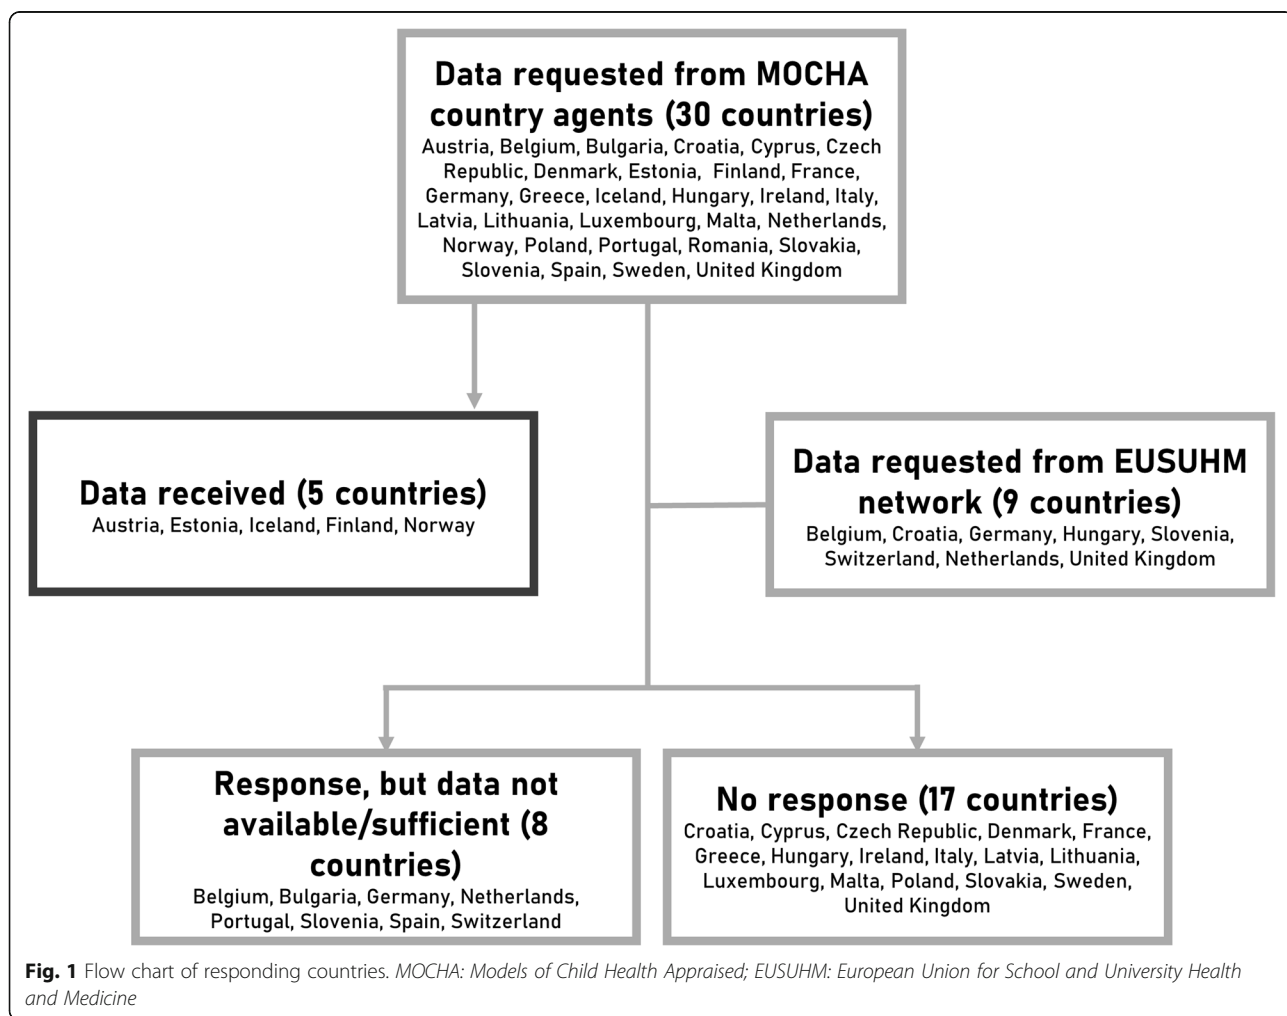 Data requested from MOCHA
country agents (30 countries)
Austria, Belgium, Bulgaria, Croatia, Cyprus, Czech
Republic, Denmark, Estonia, Finland, France,
Germany, Greece, Iceland, Hungary, Ireland, Italy,
Latvia, Lithuania, Luxembourg, Malta, Netherlands,
Norway, Poland, Portugal, Romania, Slovakia,
Slovenia, Spain, Sweden, United Kingdom
Data received (5 countries)
Austria, Estonia, Iceland, Finland, Norway
Data requested from EUSUHM
network (9 countries)
Belgium, Croatia, Germany, Hungary, Slovenia,
Switzerland, Netherlands, United Kingdom
Response, but data not
available/sufficient (8
countries)
Belgium, Bulgaria, Germany, Netherlands,
Portugal, Slovenia, Spain, Switzerland
No response (17 countries)
Croatia, Cyprus, Czech Republic, Denmark, France,
Greece, Hungary, Ireland, Italy, Latvia, Lithuania,
Luxembourg, Malta, Poland, Slovakia, Sweden,
United Kingdom
Fig. 1 Flow chart of responding countries. MOCHA: Models of Child Health Appraised; EUSUHM: European Union for School and University Health
and Medicine